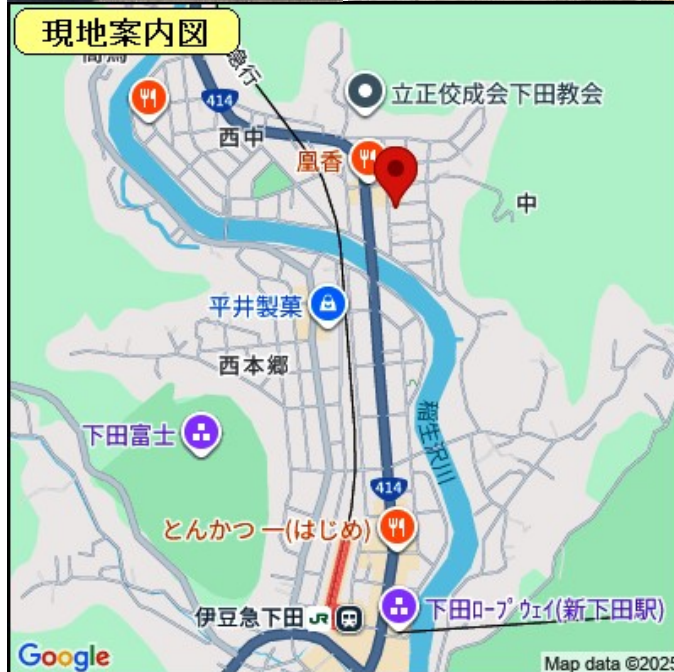 現地案内図
急行
414
立正佼成会下田教会
西中
凰香
中
平井製菓
西本郷
下田富士
稲生沢川
414
とんかつ 一(はじめ)
伊豆急下田 JR
下田ロープウェイ(新下田駅)
Google
Map data ©2025